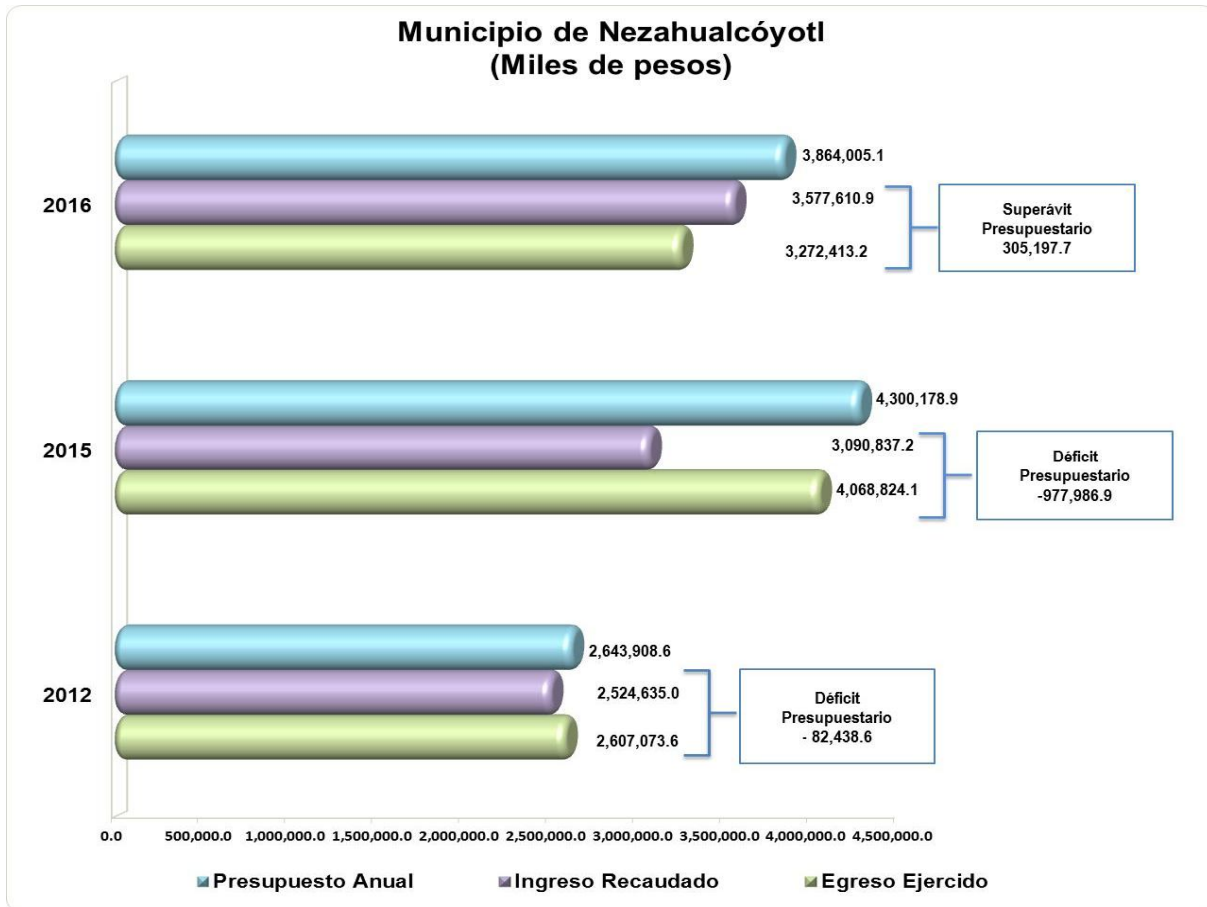 Municipio de Nezahualcóyotl
(Miles de pesos)
2016
3,864,005.1
3,577,610.9
3,272,413.2
Superávit
Presupuestario
305,197.7
2015
4,300,178.9
3,090,837.2
4,068,824.1
Déficit
Presupuestario
-977,986.9
2012
2,643,908.6
2,524,635.0
2,607,073.6
Déficit
Presupuestario
- 82,438.6
0.0 500,000.0 1,000,000.0 1,500,000.0 2,000,000.0 2,500,000.0 3,000,000.0 3,500,000.0 4,000,000.0 4,500,000.0
Presupuesto Anual Ingreso Recaudado Egreso Ejercido